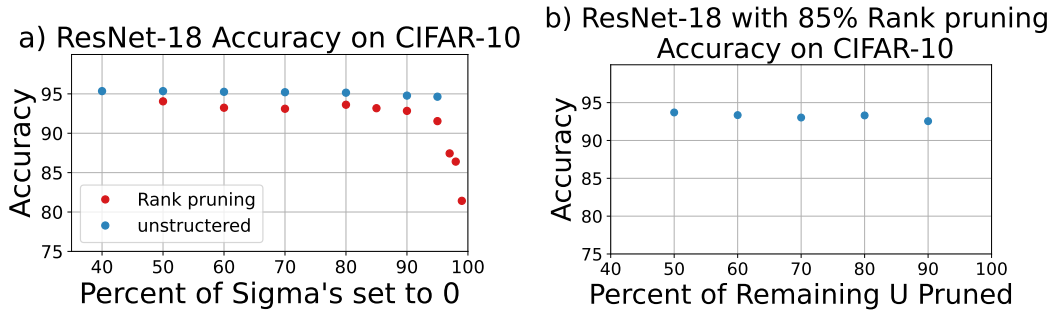 a) ResNet-18 Accuracy on CIFAR-10
Accuracy
95
90
85
80
75
Rank pruning
unstructered
40 50 60 70 80 90 100
Percent of Sigma's set to 0
b) ResNet-18 with 85% Rank pruning
Accuracy on CIFAR-10
Accuracy
95
90
85
80
75
40 50 60 70 80 90 100
Percent of Remaining U Pruned